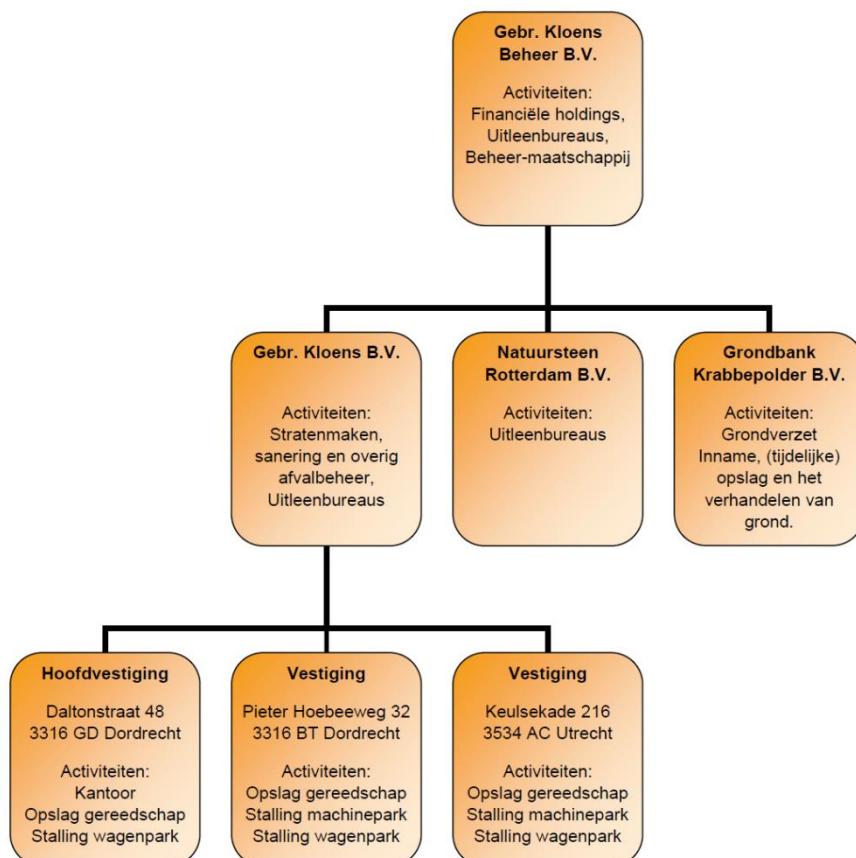 Gebr. Kloens
Beheer B.V.
Activiteiten:
Financiële holdings,
Uitleenbureaus,
Beheer-maatschappij
Gebr. Kloens B.V.
Activiteiten:
Stratenmaken,
sanering en overig
afvalbeheer,
Uitleenbureaus
Natuursteen
Rotterdam B.V.
Activiteiten:
Uitleenbureaus
Grondbank
Krabbepolder B.V.
Activiteiten:
Grondverzet
Inname, (tijdelijke)
opslag en het
verhandelen van
grond.
Hoofdvestiging
Daltonstraat 48
3316 GD Dordrecht
Activiteiten:
Kantoor
Opslag gereedschap
Stalling wagenpark
Vestiging
Pieter Hoebeeweg 32
3316 BT Dordrecht
Activiteiten:
Opslag gereedschap
Stalling machinepark
Stalling wagenpark
Vestiging
Keulsekade 216
3534 AC Utrecht
Activiteiten:
Opslag gereedschap
Stalling machinepark
Stalling wagenpark